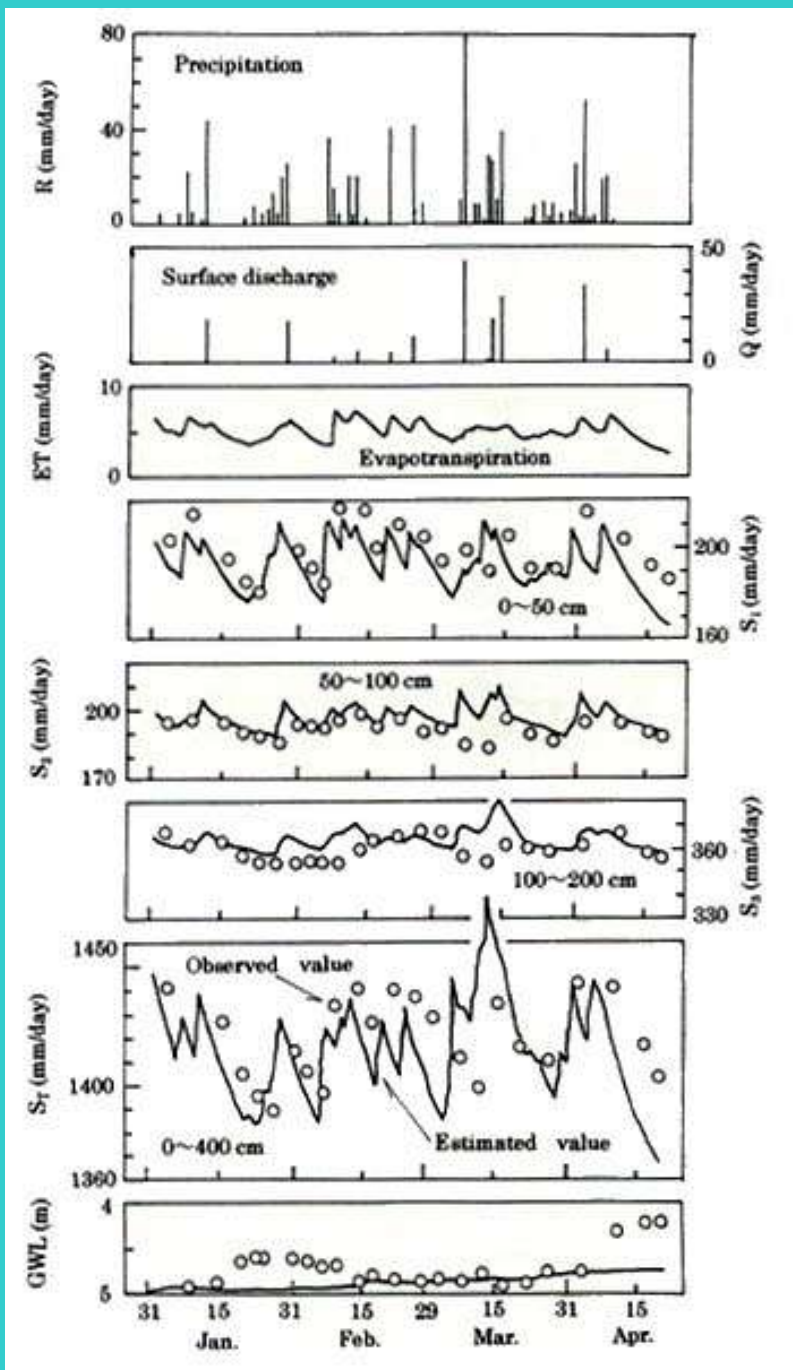 80
Precipitation
40
0
R (mm/day)
Surface discharge
50
0
Q (mm/day)
10
0
ET (mm/day)
Evapotranspiration
200
160
S₁
0~50 cm
50~100 cm
200
170
S₂ (mm/day)
360
330
S₃ (mm/day)
100~200 cm
1450
1400
1360
S_T (mm/day)
Observed value
Estimated value
0~400 cm
4
5
GWL (m)
31 15 31 15 29 15 31 15
Jan. Feb. Mar. Apr.